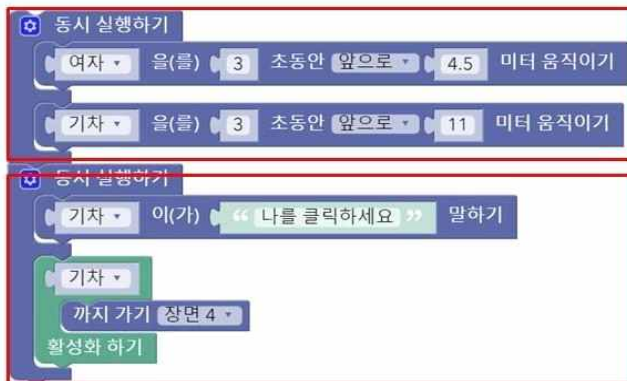 동시 실행하기
여자 을(를) 3 초동안 앞으로 4.5 미터 움직이기
기차 을(를) 3 초동안 앞으로 11 미터 움직이기
동시 실행하기
기차 이(가) “ 나를 클릭하세요 ” 말하기
기차
까지 가기 장면 4
활성화 하기